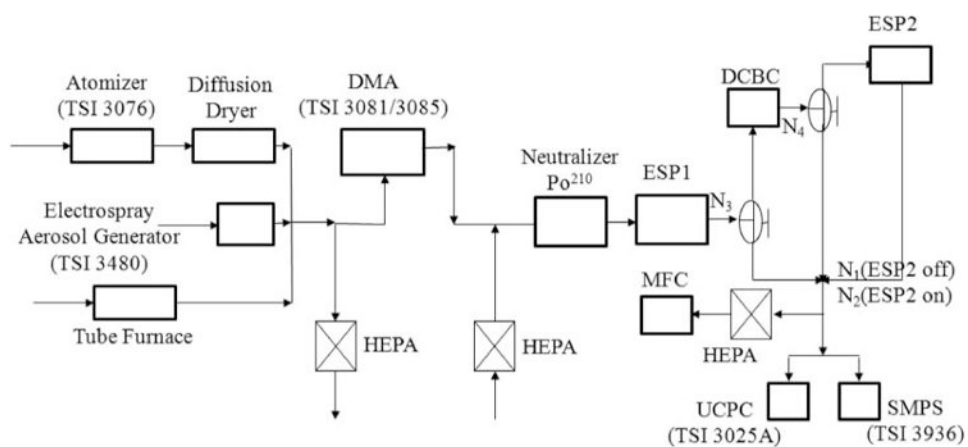 Atomizer
(TSI 3076)
Diffusion
Dryer
DMA
(TSI 3081/3085)
ESP2
DCBC
N₄
Neutralizer
Po²¹⁰
ESP1
N₃
Electrospray
Aerosol Generator
(TSI 3480)
Tube Furnace
HEPA
HEPA
N₁(ESP2 off)
N₂(ESP2 on)
MFC
HEPA
UCPC
(TSI 3025A)
SMPS
(TSI 3936)